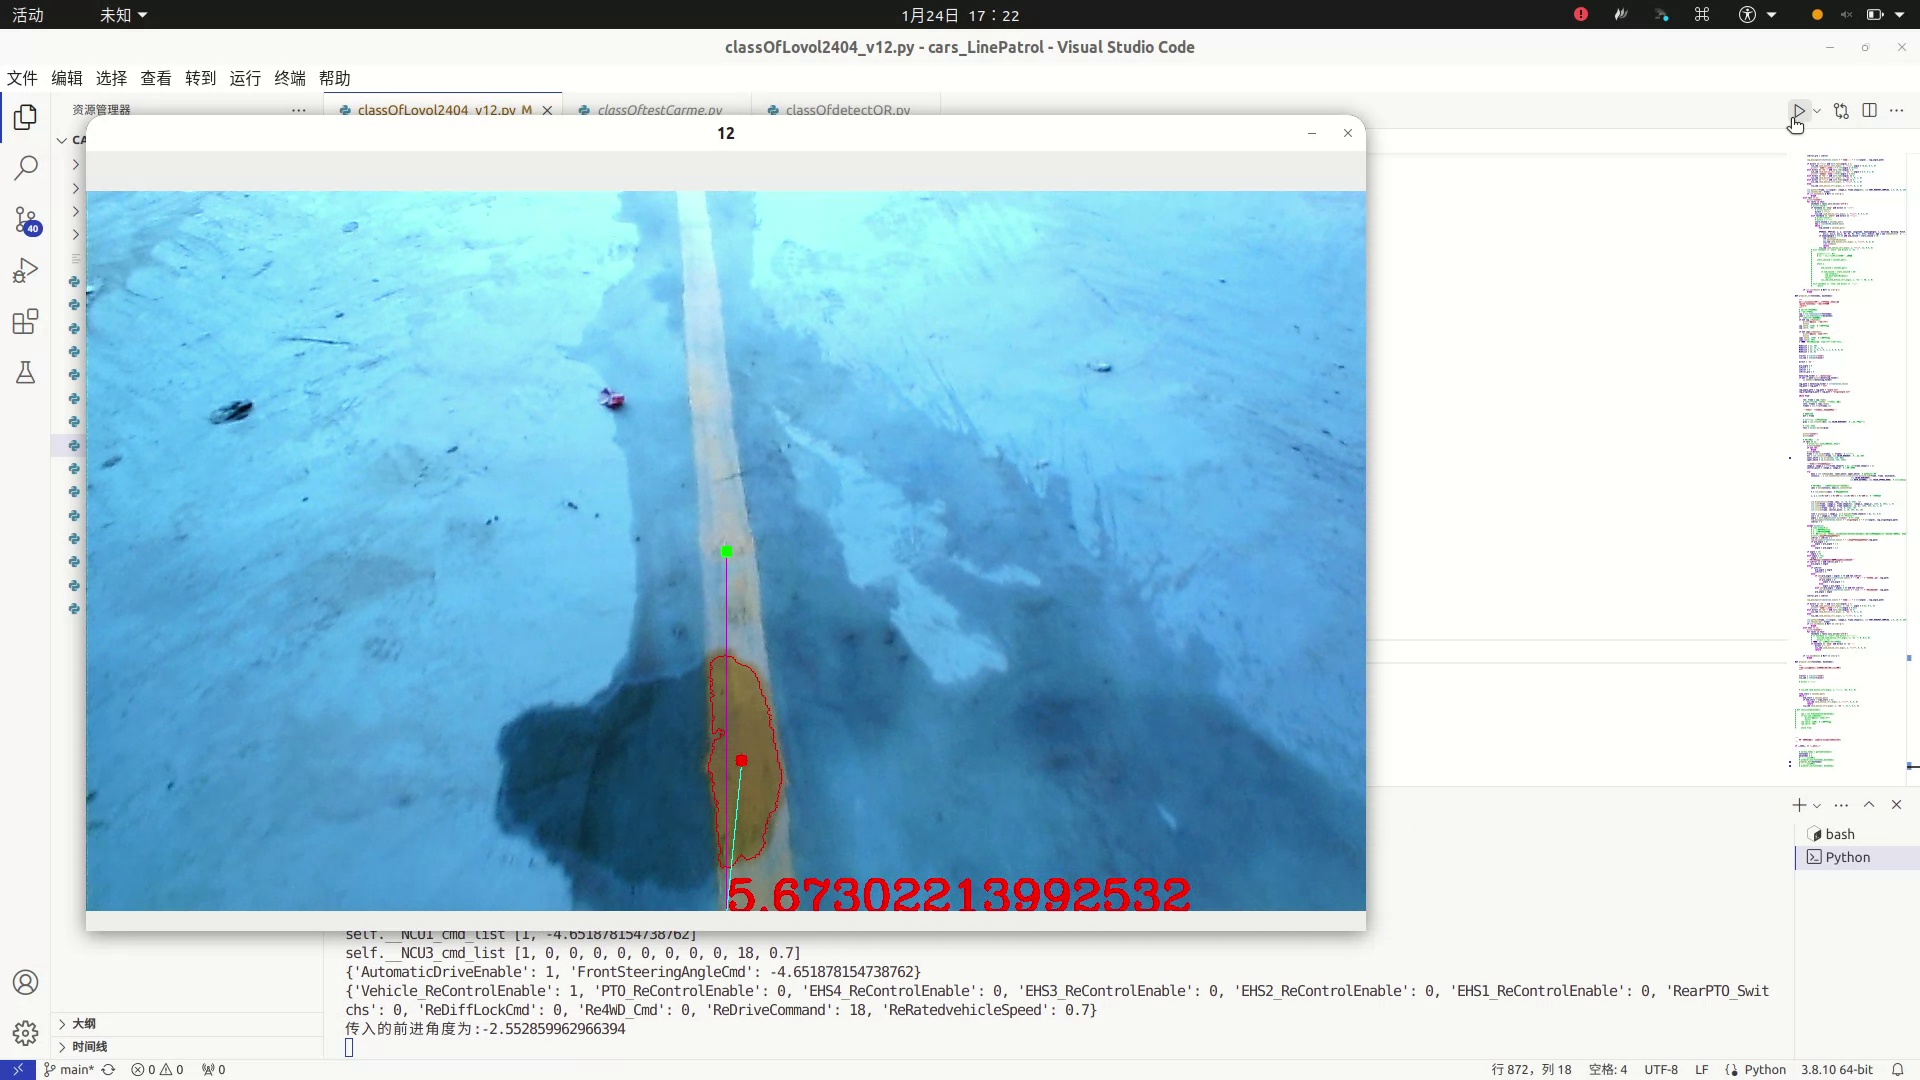 活动
未知
1月24日 17：22
classOfLovol2404_v12.py - cars_LinePatrol - Visual Studio Code
文件 编辑 选择 查看 转到 运行 终端 帮助
资源管理器
classOfLovol2404_v12.py M
classOftestCarme.py
classOfdetectQR.py
CA
12
40
5.67302213992532
bash
Python
self.__NCU1_cmd_list [1, -4.651878154738762]
self.__NCU3_cmd_list [1, 0, 0, 0, 0, 0, 0, 0, 0, 18, 0.7]
{'AutomaticDriveEnable': 1, 'FrontSteeringAngleCmd': -4.651878154738762}
{'Vehicle_ReControlEnable': 1, 'PTO_ReControlEnable': 0, 'EHS4_ReControlEnable': 0, 'EHS3_ReControlEnable': 0, 'EHS2_ReControlEnable': 0, 'EHS1_ReControlEnable': 0, 'RearPTO_Swit
chs': 0, 'ReDiffLockCmd': 0, 'Re4WD_Cmd': 0, 'ReDriveCommand': 18, 'ReRatedvehicleSpeed': 0.7}
传入的前进角度为:-2.552859962966394
大纲
时间线
main* 0 0 0
行 872，列 18 空格: 4 UTF-8 LF Python 3.8.10 64-bit